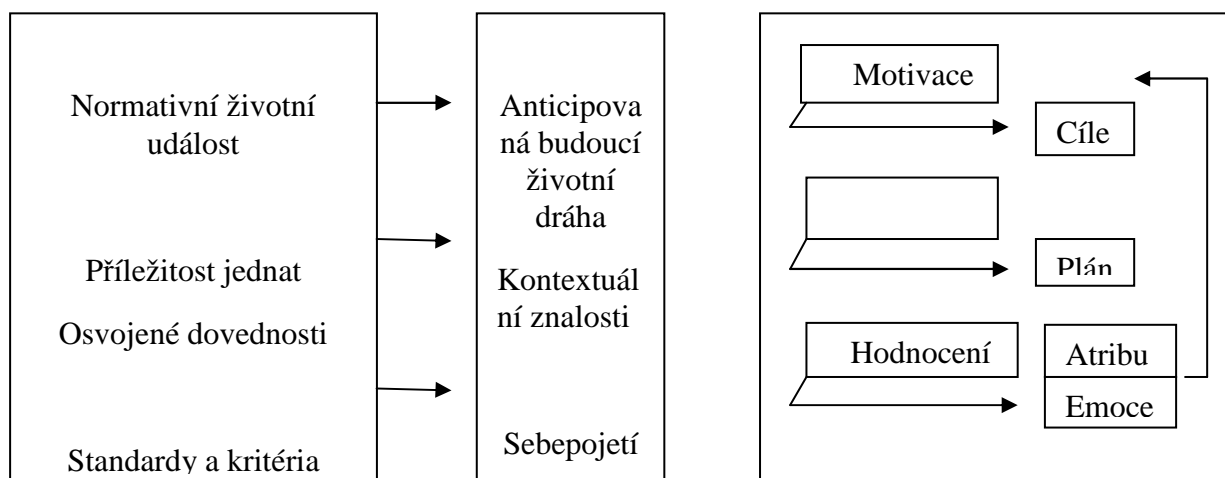 Normativní životní
událost
Příležitost jednat
Osvojené dovednosti
Standardy a kritéria
Anticipova
ná budoucí
životní
dráha
Kontextuál
ní znalosti
Sebepojetí
Motivace
Cíle
Plán
Hodnocení
Atribu
Emoce